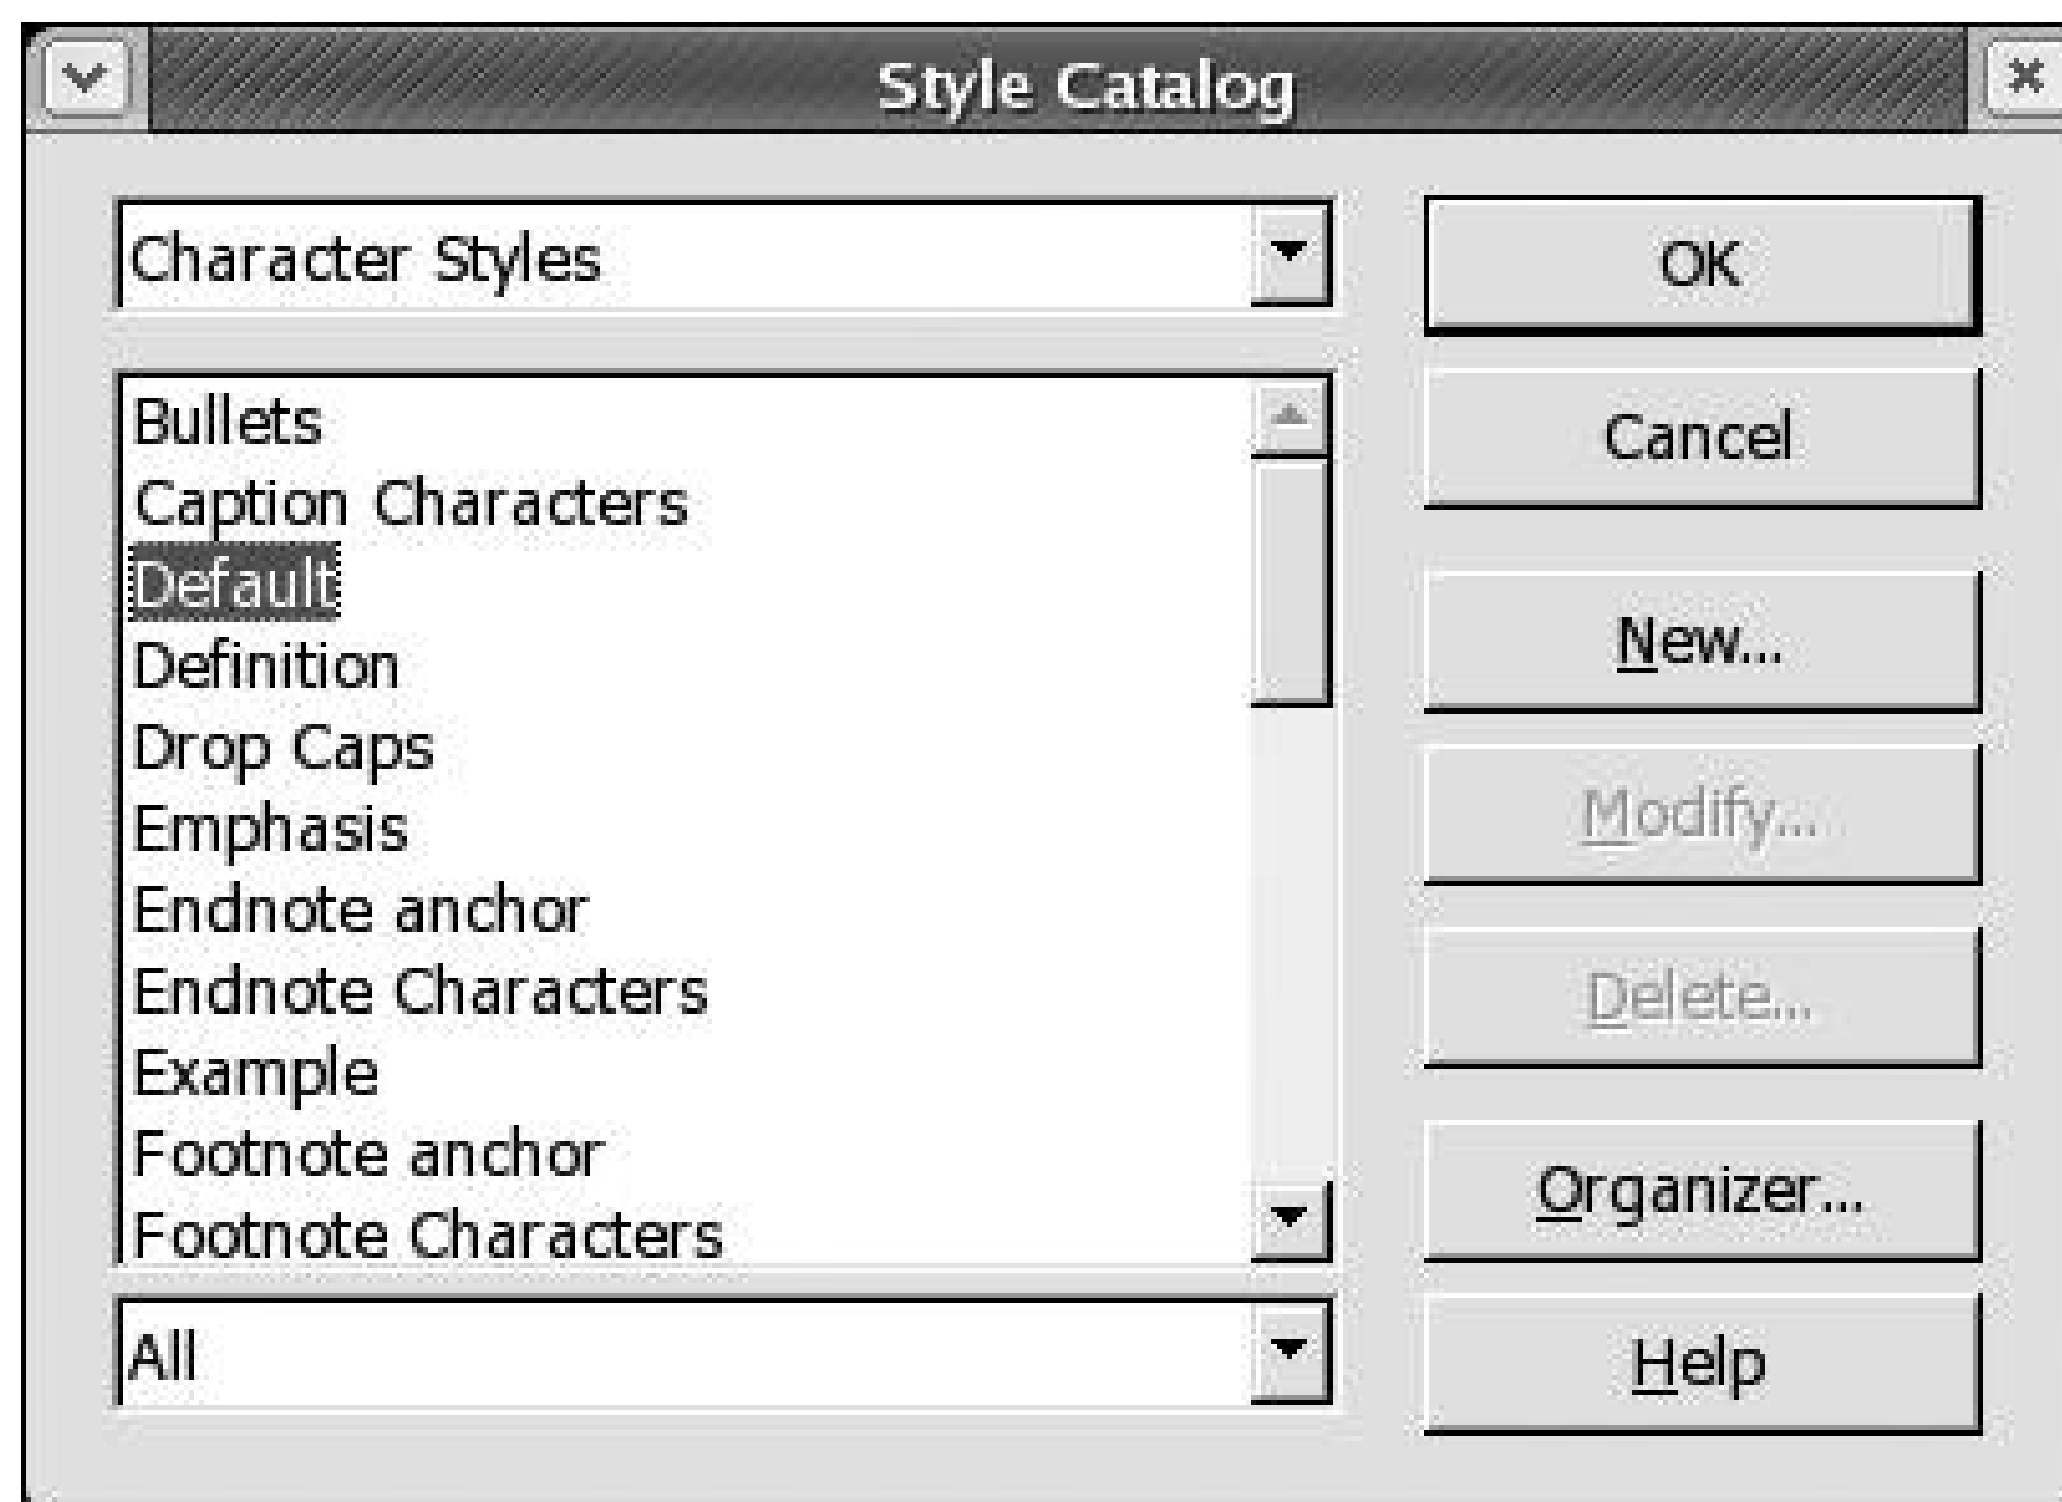 Style Catalog
Character Styles
Bullets
Caption Characters
Default
Definition
Drop Caps
Emphasis
Endnote anchor
Endnote Characters
Example
Footnote anchor
Footnote Characters
All
OK
Cancel
New...
Modify...
Delete...
Organizer...
Help